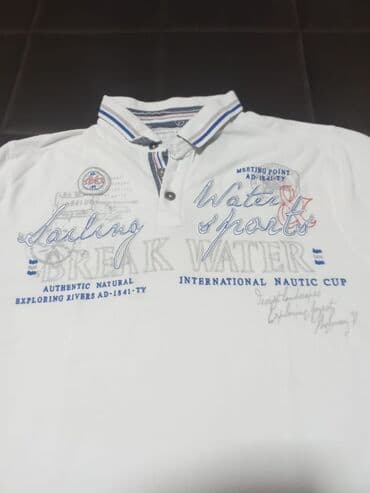 MEETING POINT
AD-1841-TY
Sailing
Water
Sports
BREAK WATER
AUTHENTIC NATURAL
EXPLORING RIVERS AD-1841-TY
INTERNATIONAL NAUTIC CUP